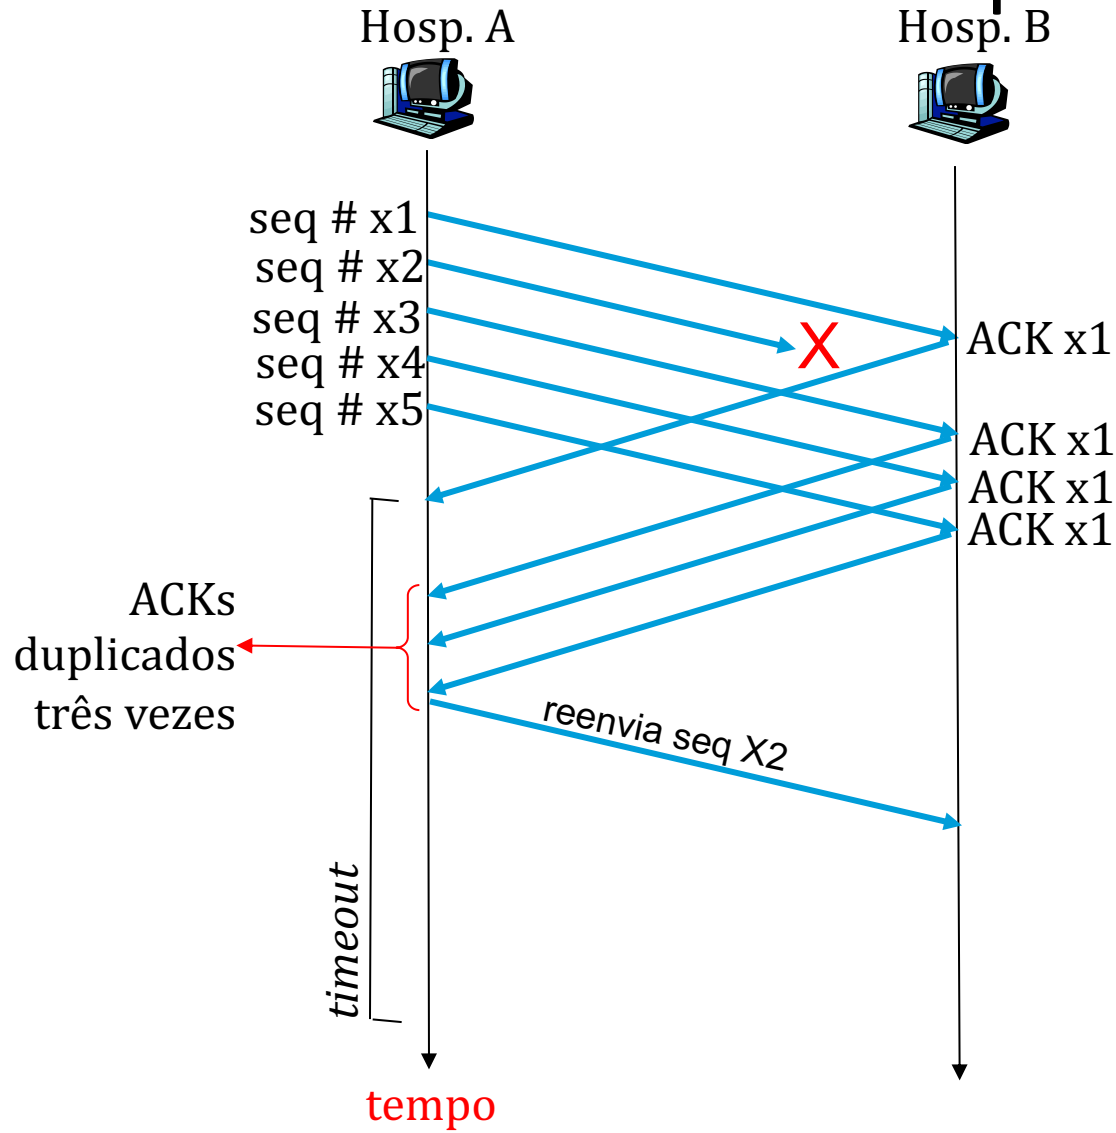 Hosp. A
Hosp. B
seq # x1
seq # x2
seq # x3
seq # x4
seq # x5
X
ACK x1
ACK x1
ACK x1
ACK x1
ACKs
duplicados
três vezes
reenvia seq X2
timeout
tempo